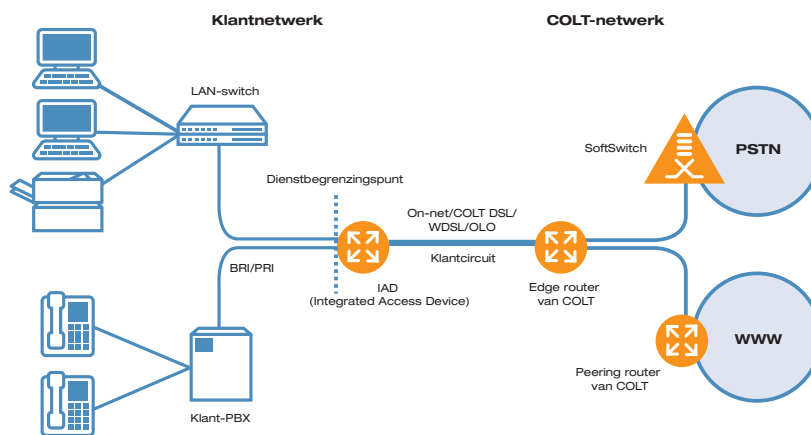 Klantnetwerk
COLT-netwerk
LAN-switch
SoftSwitch
PSTN
Dienstbegrenzingspunt
On-net/COLT DSL/
WDSL/OLO
Klantcircuit
BRI/PRI
IAD
(Integrated Access Device)
Edge router
van COLT
WWW
Peering router
van COLT
Klant-PBX